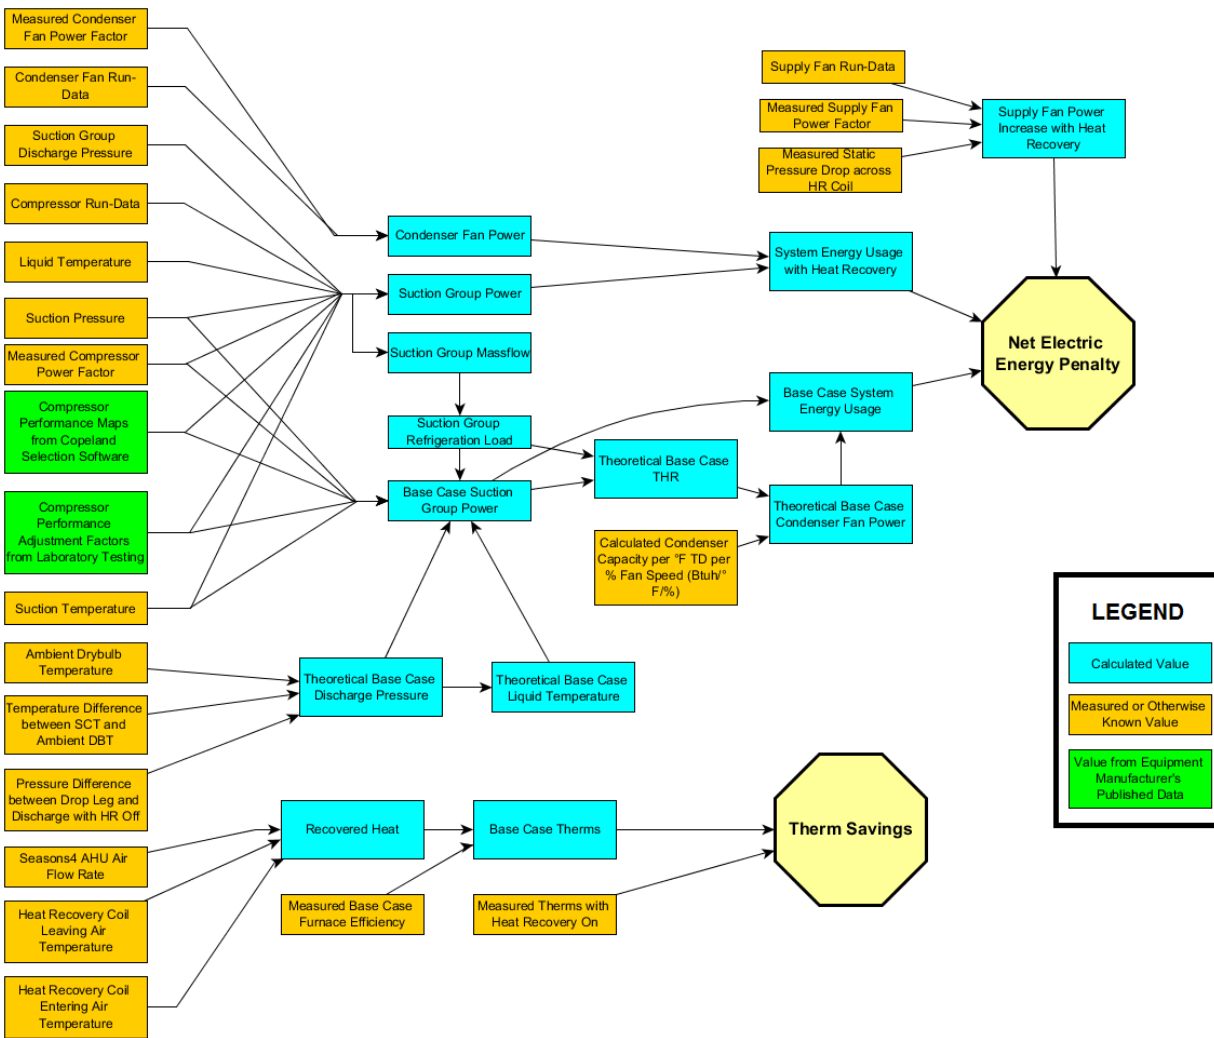 Measured Condenser
Fan Power Factor
Condenser Fan Run-
Data
Suction Group
Discharge Pressure
Compressor Run-Data
Liquid Temperature
Suction Pressure
Measured Compressor
Power Factor
Compressor
Performance Maps
from Copeland
Selection Software
Compressor
Performance
Adjustment Factors
from Laboratory Testing
Suction Temperature
Ambient Drybulb
Temperature
Temperature Difference
between SCT and
Ambient DBT
Pressure Difference
between Drop Leg and
Discharge with HR Off
Seasons4 AHU Air
Flow Rate
Heat Recovery Coil
Leaving Air
Temperature
Heat Recovery Coil
Entering Air
Temperature
Condenser Fan Power
Suction Group Power
Suction Group Massflow
Suction Group
Refrigeration Load
Base Case Suction
Group Power
Theoretical Base Case
Discharge Pressure
Theoretical Base Case
Liquid Temperature
Theoretical Base Case
THR
Calculated Condenser
Capacity per °F TD per
% Fan Speed (Btuh/°
F/%)
Supply Fan Run-Data
Measured Supply Fan
Power Factor
Measured Static
Pressure Drop across
HR Coil
Supply Fan Power
Increase with Heat
Recovery
System Energy Usage
with Heat Recovery
Base Case System
Energy Usage
Theoretical Base Case
Condenser Fan Power
Net Electric
Energy Penalty
Recovered Heat
Base Case Therms
Measured Base Case
Furnace Efficiency
Measured Therms with
Heat Recovery On
Therm Savings
LEGEND
Calculated Value
Measured or Otherwise
Known Value
Value from Equipment
Manufacturer's
Published Data